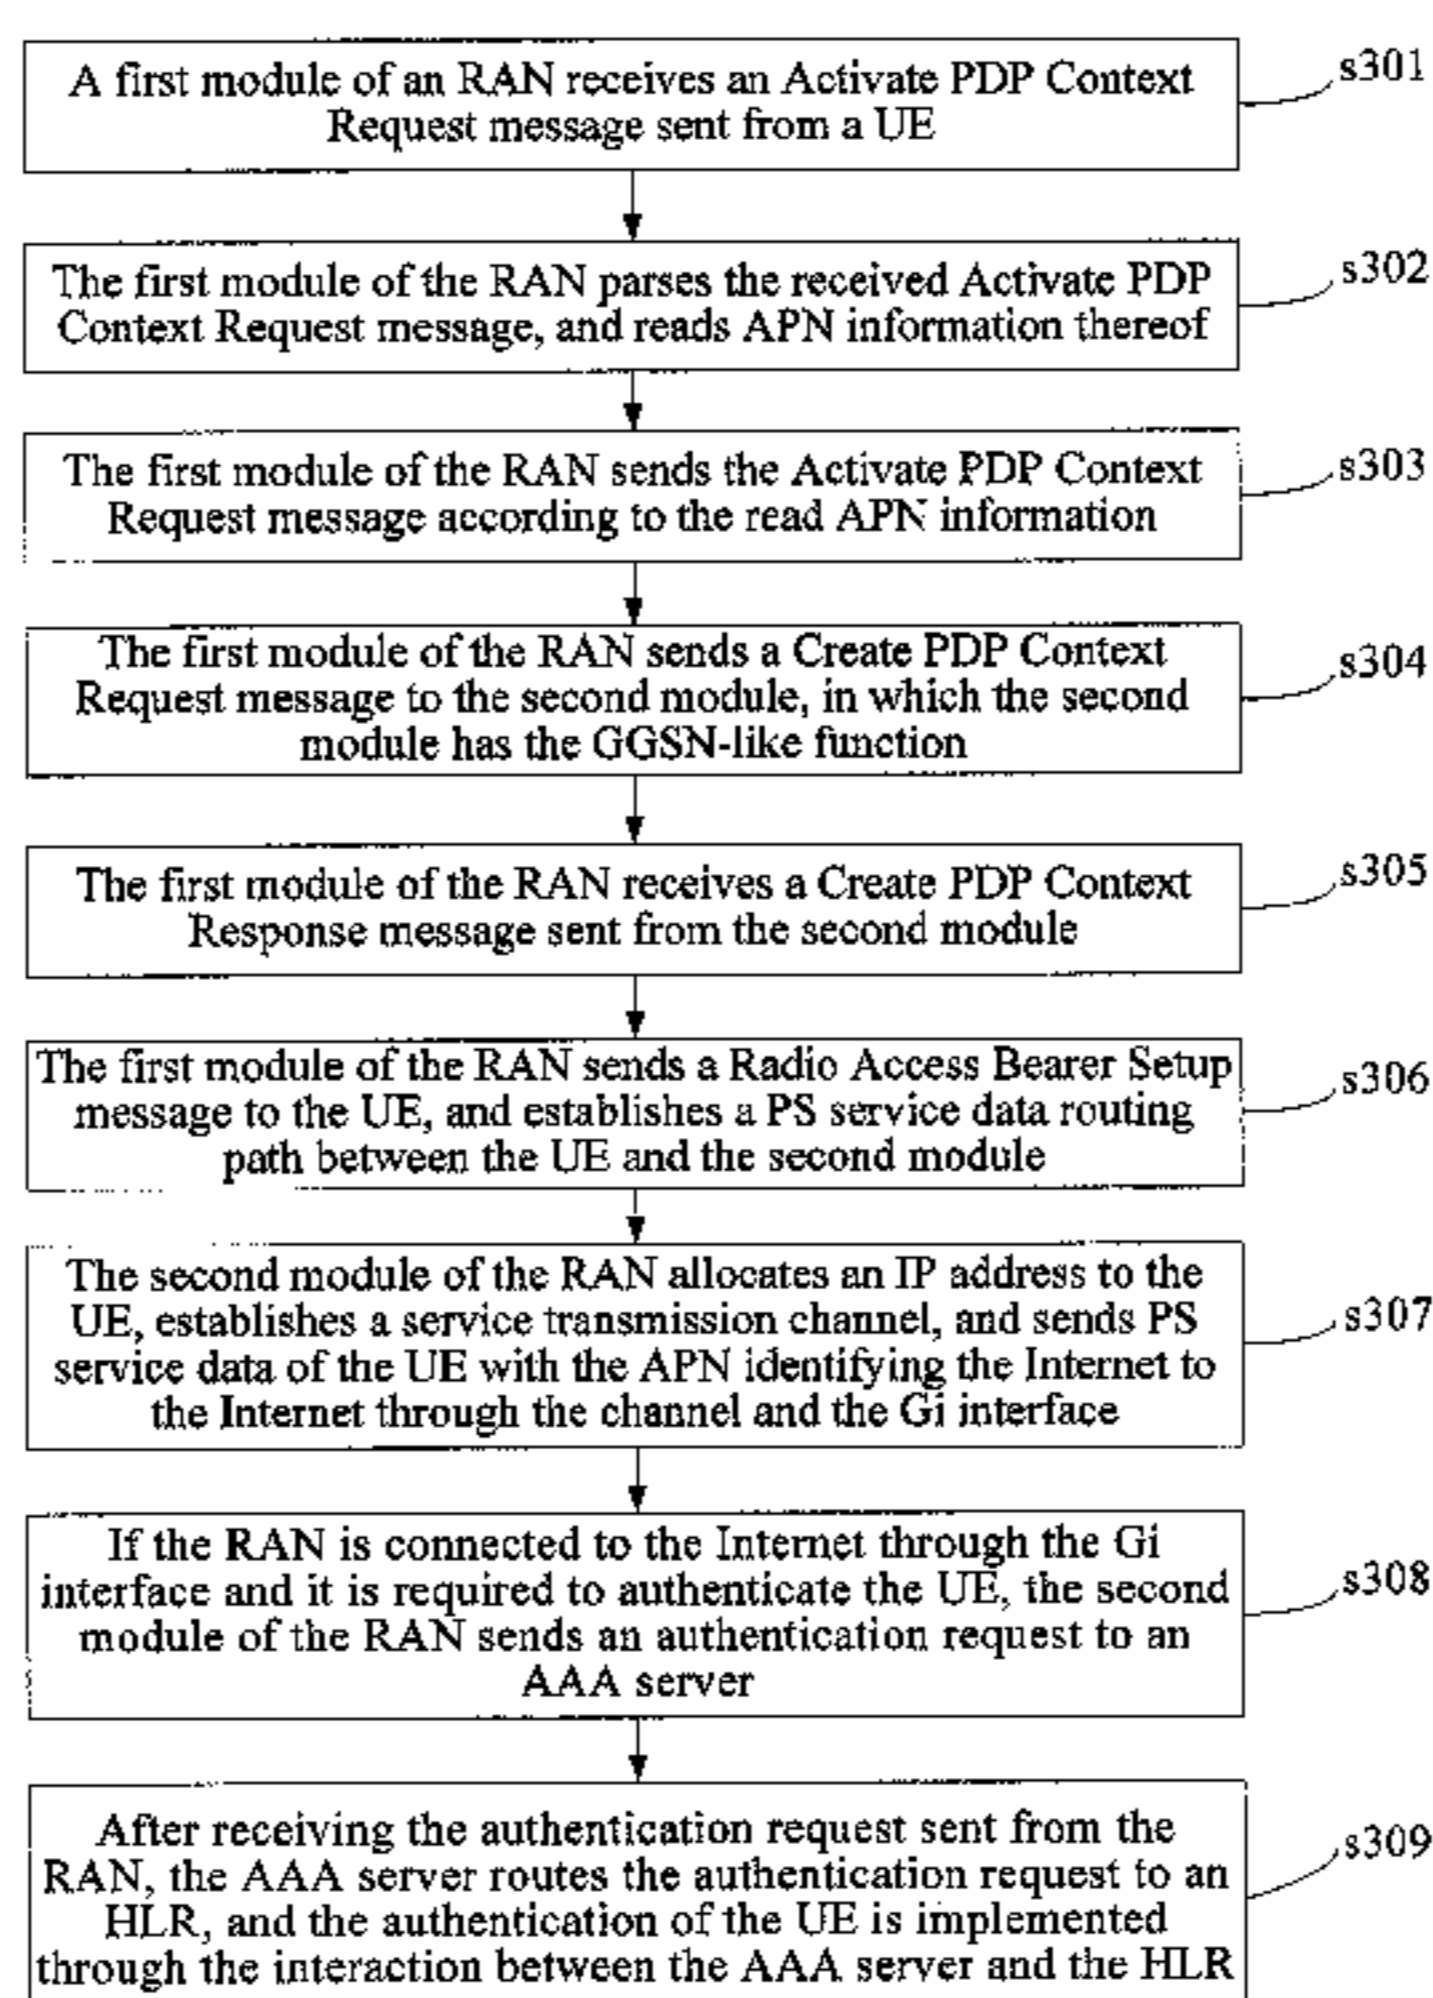 A first module of an RAN receives an Activate PDP Context
Request message sent from a UE
s301
The first module of the RAN parses the received Activate PDP
Context Request message, and reads APN information thereof
s302
The first module of the RAN sends the Activate PDP Context
Request message according to the read APN information
s303
The first module of the RAN sends a Create PDP Context
Request message to the second module, in which the second
module has the GGSN-like function
s304
The first module of the RAN receives a Create PDP Context
Response message sent from the second module
s305
The first module of the RAN sends a Radio Access Bearer Setup
message to the UE, and establishes a PS service data routing
path between the UE and the second module
s306
The second module of the RAN allocates an IP address to the
UE, establishes a service transmission channel, and sends PS
service data of the UE with the APN identifying the Internet to
the Internet through the channel and the Gi interface
s307
If the RAN is connected to the Internet through the Gi
interface and it is required to authenticate the UE, the second
module of the RAN sends an authentication request to an
AAA server
s308
After receiving the authentication request sent from the
RAN, the AAA server routes the authentication request to an
HLR, and the authentication of the UE is implemented
through the interaction between the AAA server and the HLR
s309